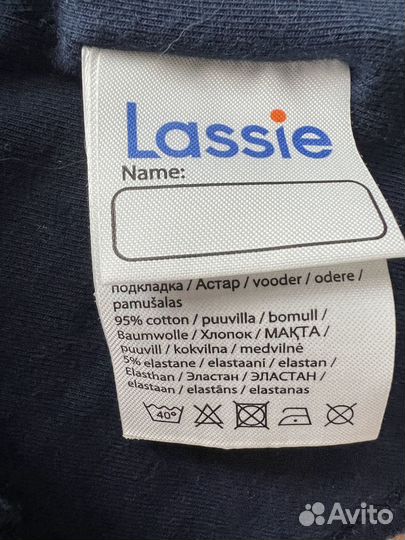 Lassie
Name:
подкладка / Астар / vooder / odere /
pamušalas
95% cotton / puuvilla / bomull /
Baumwolle / Хлопок / МАҚТА /
puuvill / kokvilna / medvilnė
5% elastane / elastaani / elastan /
Elasthan / Эластан / ЭЛАСТАН /
elastaan / elastāns / elastanas
40°
Avito